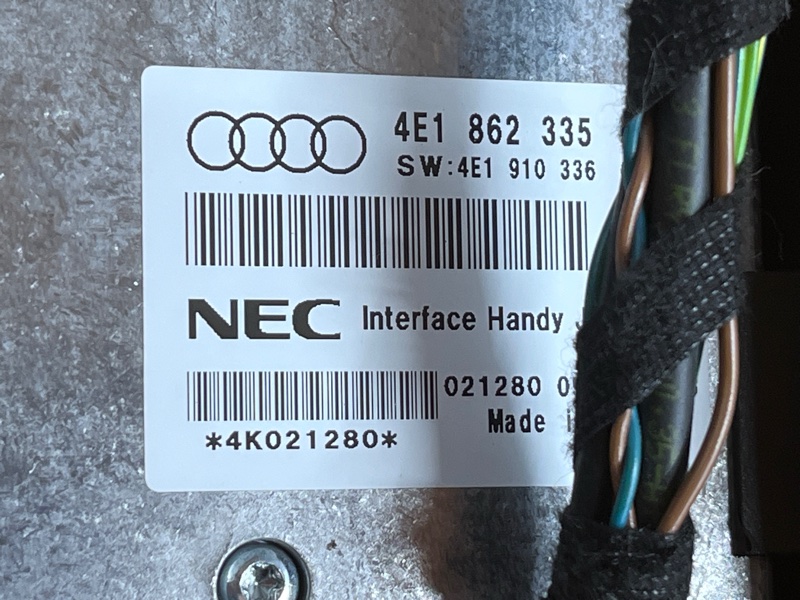 4E1 862 335
SW:4E1 910 336
NEC Interface Handy
021280
Made
*4K021280*